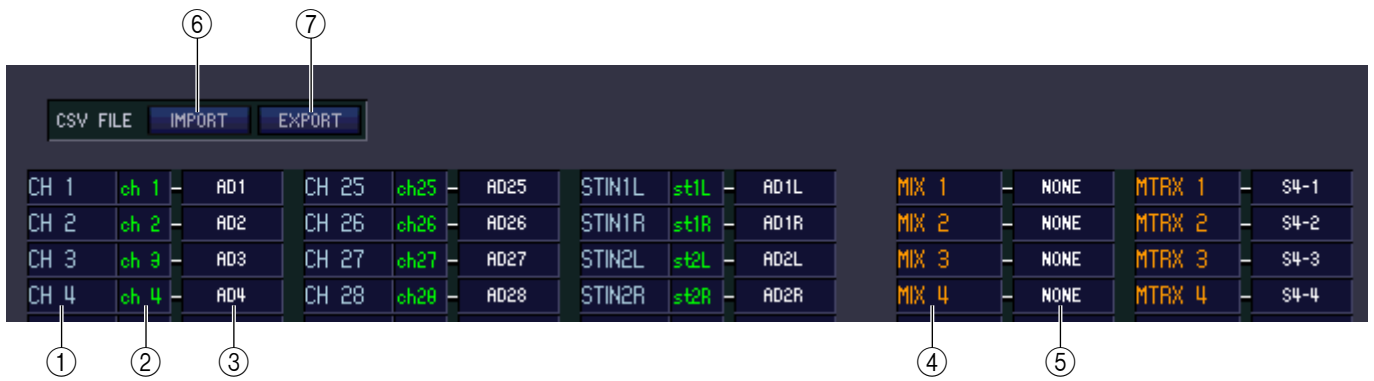 ⑥ ⑦
CSV FILE IMPORT EXPORT
CH 1 ch 1 – AD1 CH 25 ch25 – AD25 STIN1L st1L – AD1L MIX 1 – NONE MTRX 1 – S4-1
CH 2 ch 2 – AD2 CH 26 ch26 – AD26 STIN1R st1R – AD1R MIX 2 – NONE MTRX 2 – S4-2
CH 3 ch 3 – AD3 CH 27 ch27 – AD27 STIN2L st2L – AD2L MIX 3 – NONE MTRX 3 – S4-3
CH 4 ch 4 – AD4 CH 28 ch28 – AD28 STIN2R st2R – AD2R MIX 4 – NONE MTRX 4 – S4-4
① ② ③ ④ ⑤